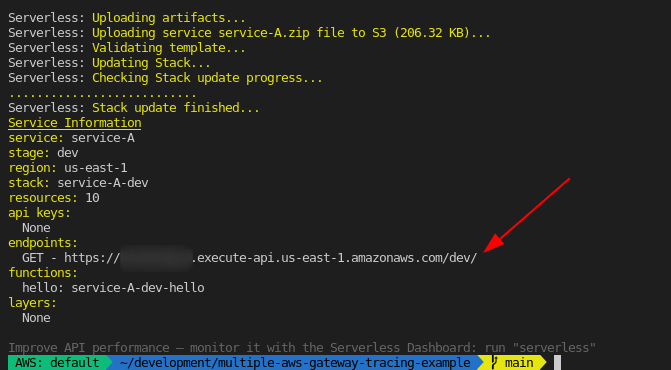 Serverless: Uploading artifacts...
Serverless: Uploading service service-A.zip file to S3 (206.32 KB)...
Serverless: Validating template...
Serverless: Updating Stack...
Serverless: Checking Stack update progress...
...........................
Serverless: Stack update finished...
Service Information
service: service-A
stage: dev
region: us-east-1
stack: service-A-dev
resources: 10
api keys:
  None
endpoints:
  GET - https://.execute-api.us-east-1.amazonaws.com/dev/
functions:
  hello: service-A-dev-hello
layers:
  None
Improve API performance – monitor it with the Serverless Dashboard: run "serverless"
AWS: default ~/development/multiple-aws-gateway-tracing-example main